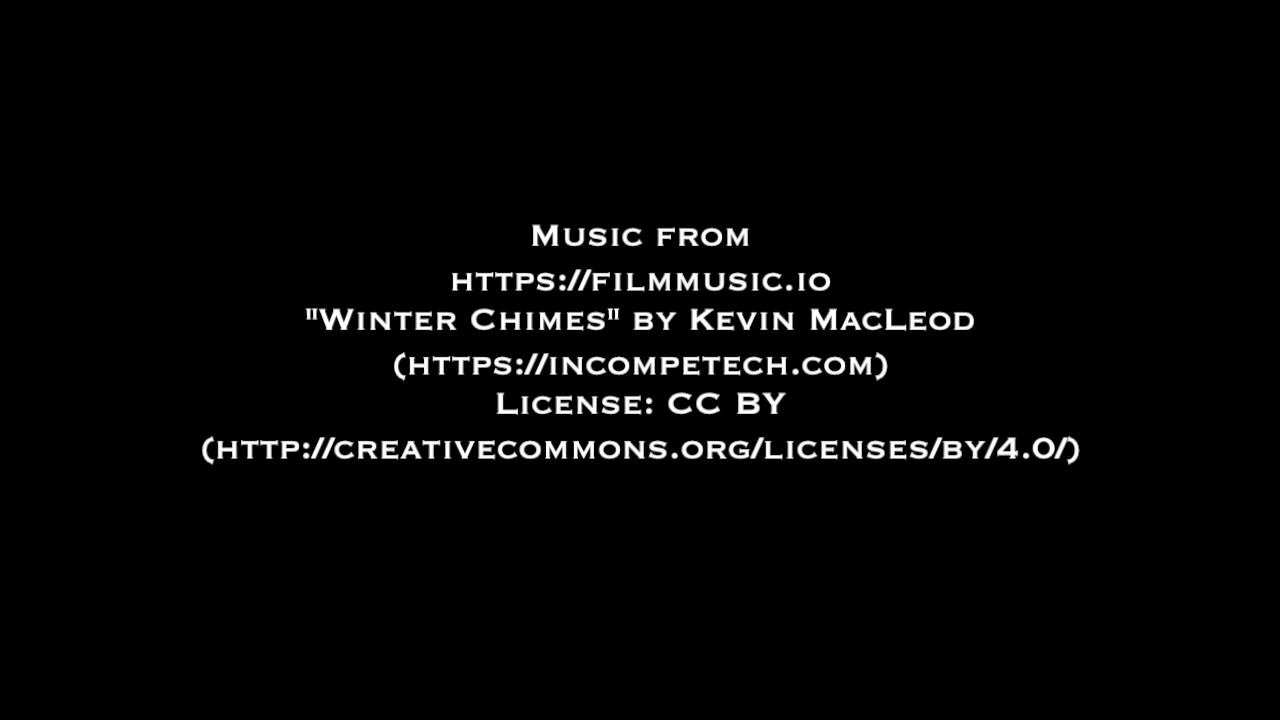 Music from
https://filmmusic.io
"Winter Chimes" by Kevin MacLeod
(https://incompetech.com)
License: CC BY
(http://creativecommons.org/licenses/by/4.0/)